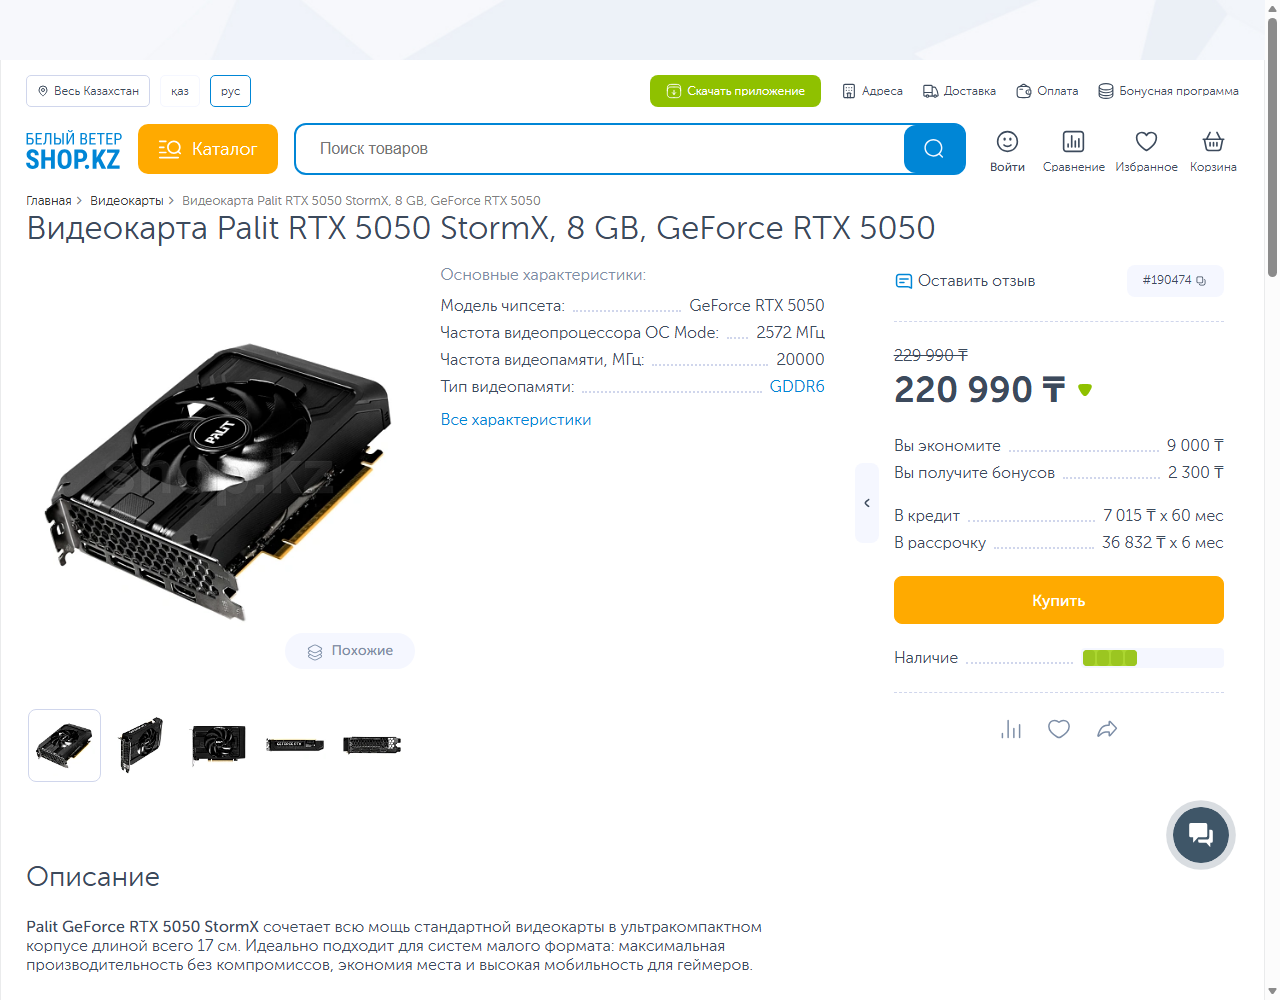 Весь Казахстан
қаз
рус
Скачать приложение
Адреса
Доставка
Оплата
Бонусная программа
БЕЛЫЙ ВЕТЕР
SHOP.KZ
Каталог
Поиск товаров
Войти
Сравнение
Избранное
Корзина
Главная > Видеокарты > Видеокарта Palit RTX 5050 StormX, 8 GB, GeForce RTX 5050
Видеокарта Palit RTX 5050 StormX, 8 GB, GeForce RTX 5050
PALIT
shop.kz
Похожие
Основные характеристики:
Модель чипсета: GeForce RTX 5050
Частота видеопроцессора OC Mode: 2572 МГц
Частота видеопамяти, МГц: 20000
Тип видеопамяти: GDDR6
Все характеристики
Оставить отзыв
#190474
229 990 ₸
220 990 ₸
Вы экономите 9 000 ₸
Вы получите бонусов 2 300 ₸
В кредит 7 015 ₸ x 60 мес
В рассрочку 36 832 ₸ x 6 мес
Купить
Наличие
GEFORCE RTX
Описание
Palit GeForce RTX 5050 StormX сочетает всю мощь стандартной видеокарты в ультракомпактном
корпусе длиной всего 17 см. Идеально подходит для систем малого формата: максимальная
производительность без компромиссов, экономия места и высокая мобильность для геймеров.